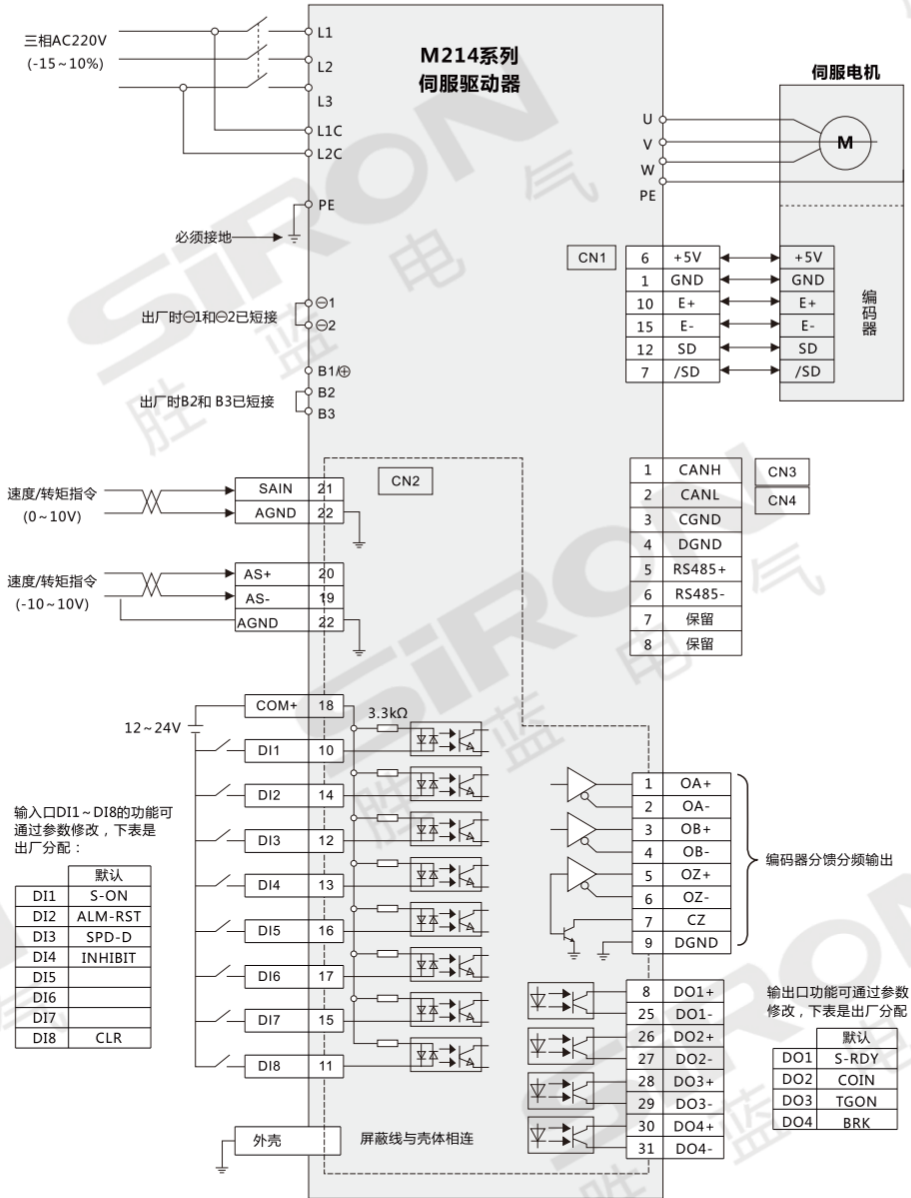 三相AC220V
(-15~10%)
L1
L2
L3
L1C
L2C
PE
必须接地
M214系列
伺服驱动器
伺服电机
U
V
W
PE
M
出厂时⊖1和⊖2已短接
⊖1
⊖2
B1/⊕
出厂时B2和 B3已短接
B2
B3
CN1
6 +5V +5V
1 GND GND
10 E+ E+
15 E- E-
12 SD SD
7 /SD /SD
编码器
速度/转矩指令
(0~10V)
SAIN 21
AGND 22
CN2
速度/转矩指令
(-10~10V)
AS+ 20
AS- 19
AGND 22
1 CANH
2 CANL
3 CGND
4 DGND
5 RS485+
6 RS485-
7 保留
8 保留
CN3
CN4
12~24V
COM+ 18
3.3kΩ
DI1 10
DI2 14
DI3 12
DI4 13
DI5 16
DI6 17
DI7 15
DI8 11
外壳
屏蔽线与壳体相连
输入口DI1~DI8的功能可
通过参数修改，下表是
出厂分配：
默认
DI1 S-ON
DI2 ALM-RST
DI3 SPD-D
DI4 INHIBIT
DI5
DI6
DI7
DI8 CLR
1 OA+
2 OA-
3 OB+
4 OB-
5 OZ+
6 OZ-
7 CZ
9 DGND
编码器分馈分频输出
8 DO1+
25 DO1-
26 DO2+
27 DO2-
28 DO3+
29 DO3-
30 DO4+
31 DO4-
输出口功能可通过参数
修改，下表是出厂分配
默认
DO1 S-RDY
DO2 COIN
DO3 TGON
DO4 BRK
SiRON
胜蓝电气
SiRON
胜蓝电气